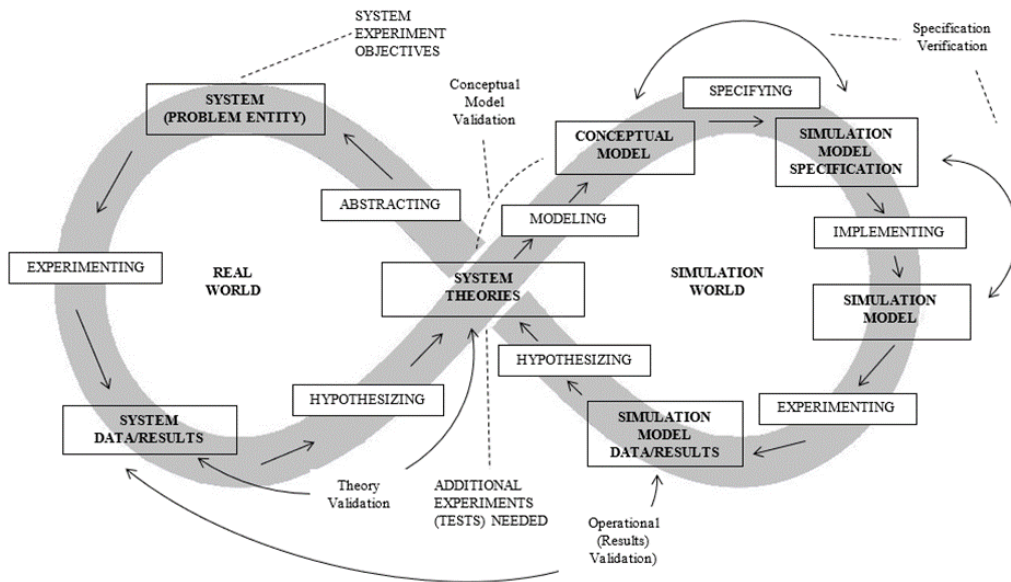 SYSTEM
EXPERIMENT
OBJECTIVES
Specification
Verification
SYSTEM
(PROBLEM ENTITY)
Conceptual
Model
Validation
SPECIFYING
CONCEPTUAL
MODEL
SIMULATION
MODEL
SPECIFICATION
ABSTRACTING
MODELING
IMPLEMENTING
EXPERIMENTING
REAL
WORLD
SYSTEM
THEORIES
SIMULATION
WORLD
SIMULATION
MODEL
HYPOTHESIZING
HYPOTHESIZING
EXPERIMENTING
SYSTEM
DATA/RESULTS
SIMULATION
MODEL
DATA/RESULTS
Theory
Validation
ADDITIONAL
EXPERIMENTS
(TESTS) NEEDED
Operational
(Results)
Validation)